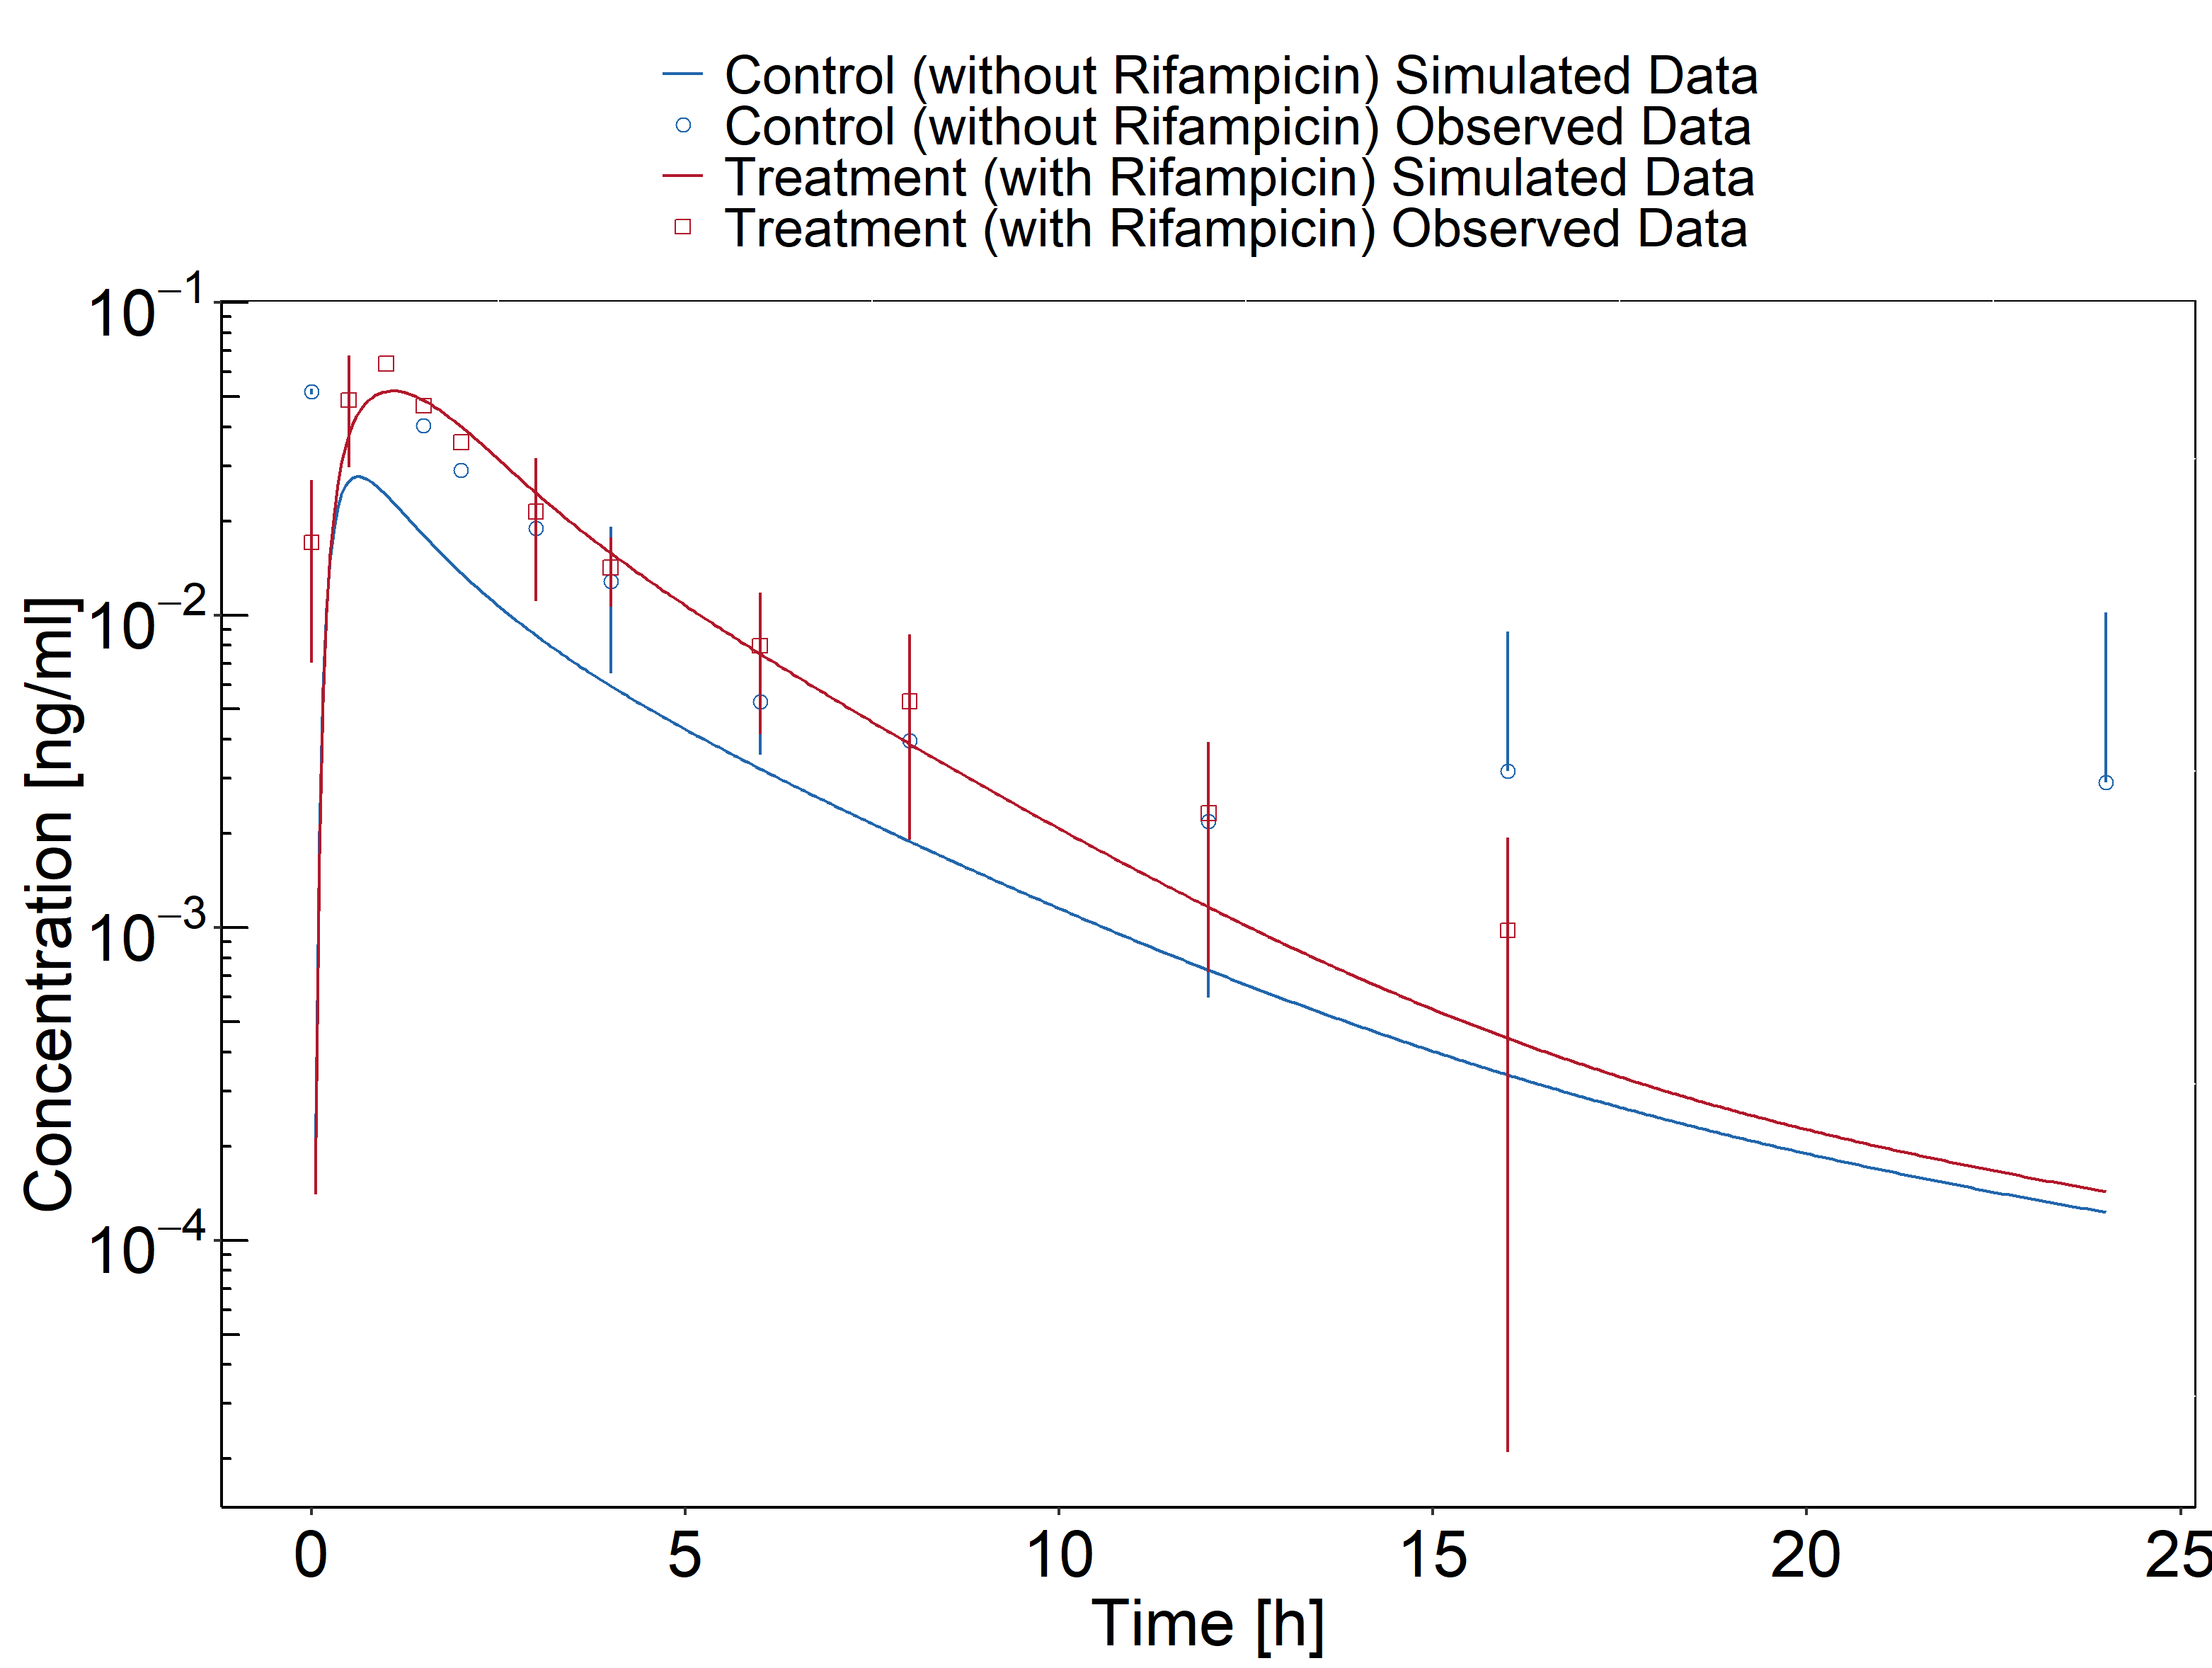 Control (without Rifampicin) Simulated Data
Control (without Rifampicin) Observed Data
Treatment (with Rifampicin) Simulated Data
Treatment (with Rifampicin) Observed Data
10⁻¹
10⁻²
10⁻³
10⁻⁴
Concentration [ng/ml]
0 5 10 15 20 25
Time [h]